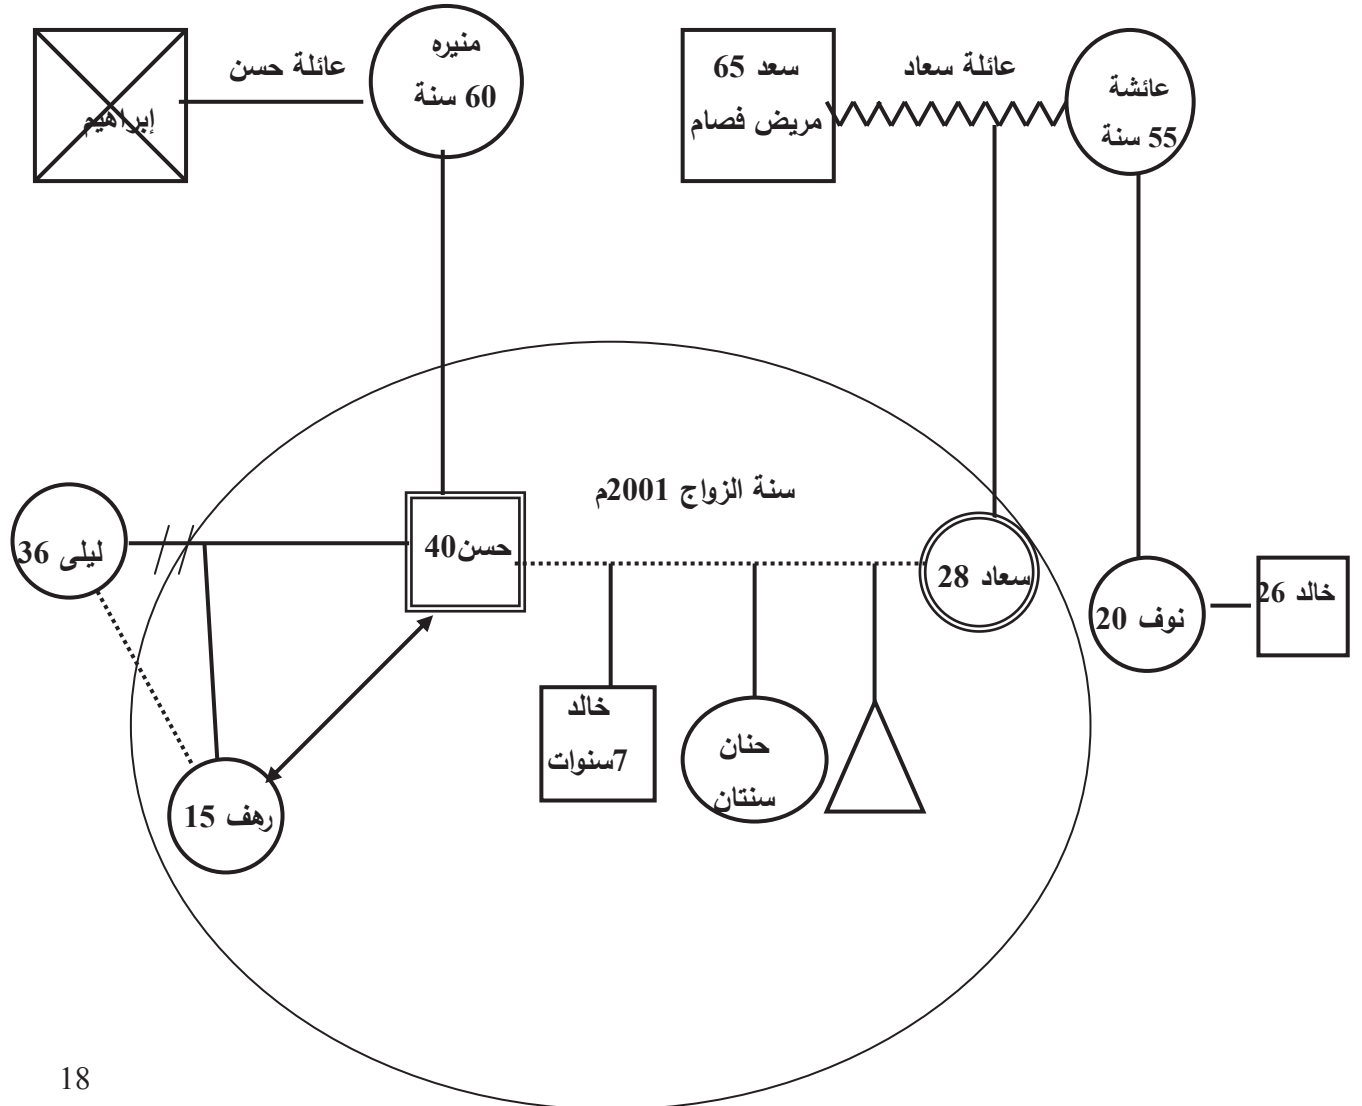 عائلة سعاد
عائشة
55 سنة
سعد 65
مريض فصام
منيره
60 سنة
عائلة حسن
إبراهيم
سنة الزواج 2001م
خالد 26
نوف 20
سعاد 28
حسن40
ليلى 36
خالد
7سنوات
حنان
سنتان
رهف 15
18